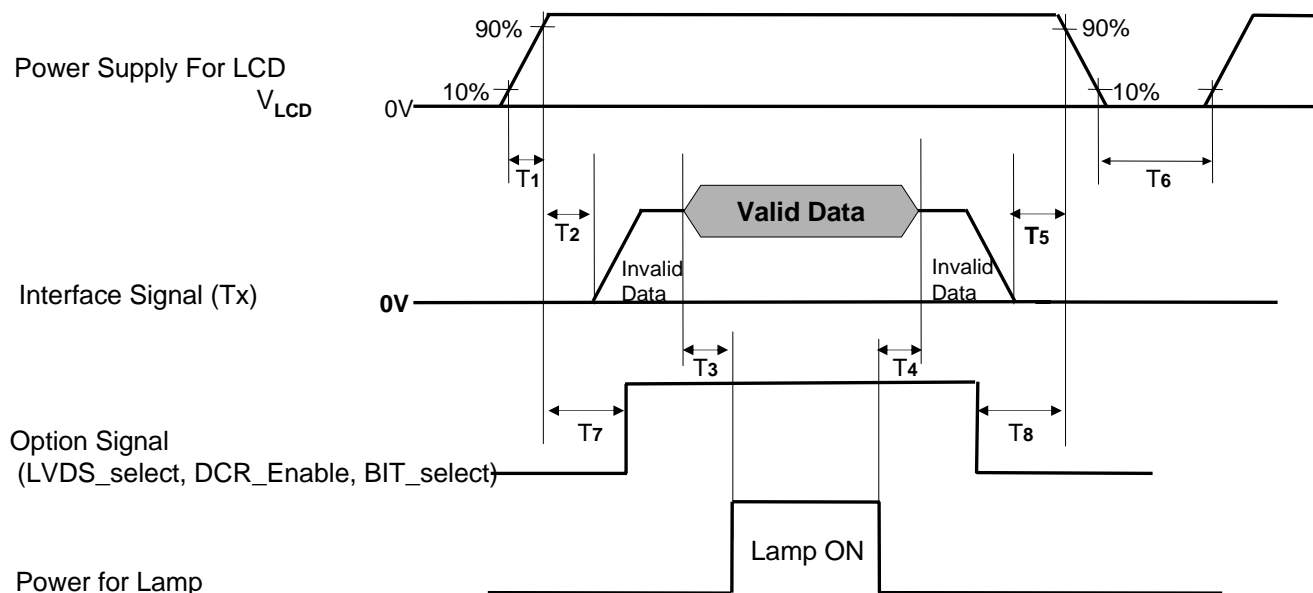 90%
90%
Power Supply For LCD
VLCD
10%
10%
0V
T1
T6
Valid Data
T2
T5
Invalid
Data
Invalid
Data
Interface Signal (Tx)
0V
T3
T4
T7
T8
Option Signal
(LVDS_select, DCR_Enable, BIT_select)
Lamp ON
Power for Lamp